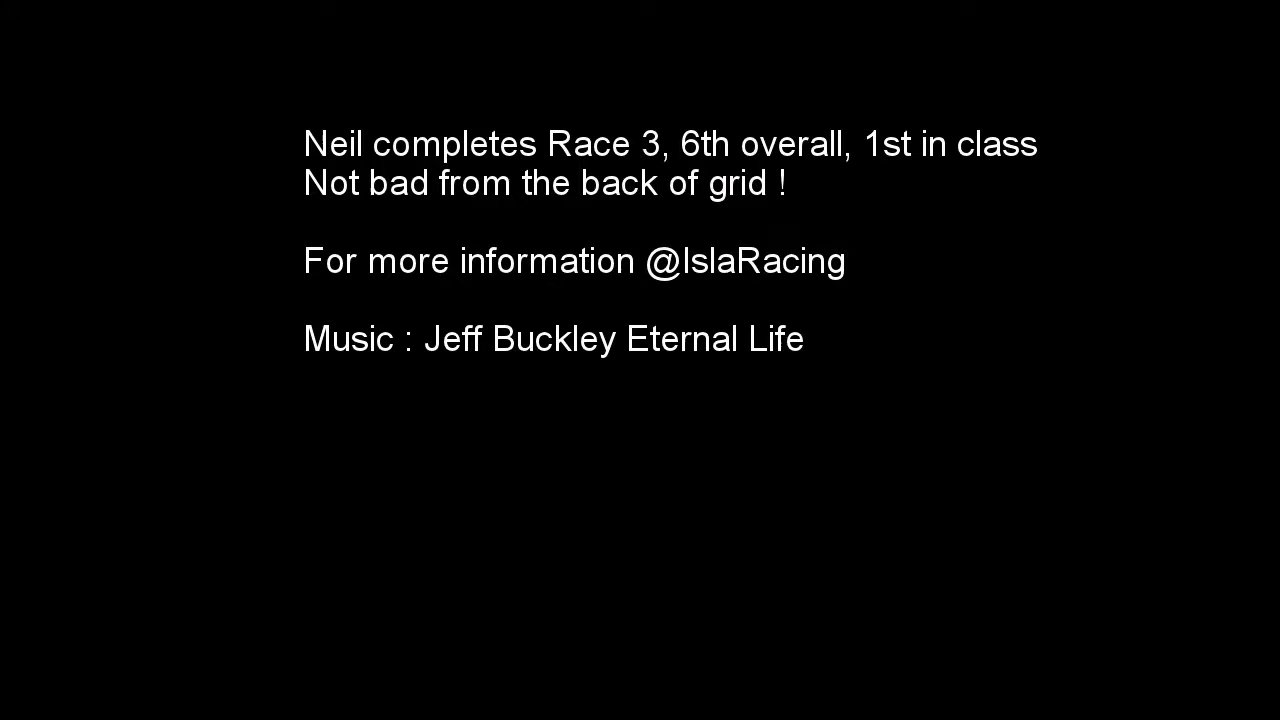 Neil completes Race 3, 6th overall, 1st in class
Not bad from the back of grid !
For more information @IslaRacing
Music : Jeff Buckley Eternal Life